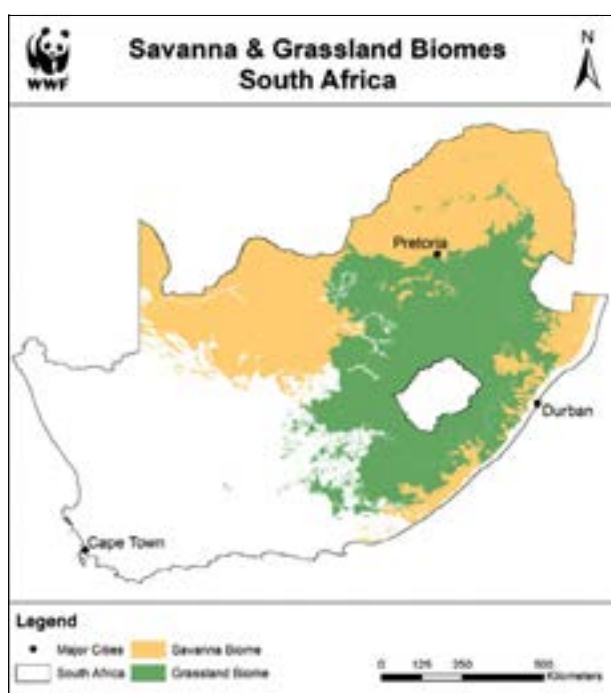 WWF
Savanna & Grassland Biomes
South Africa
N
Pretoria
Durban
Cape Town
Legend
Major Cities
Savanna Biome
South Africa
Grassland Biome
0 125 250 500
Kilometers